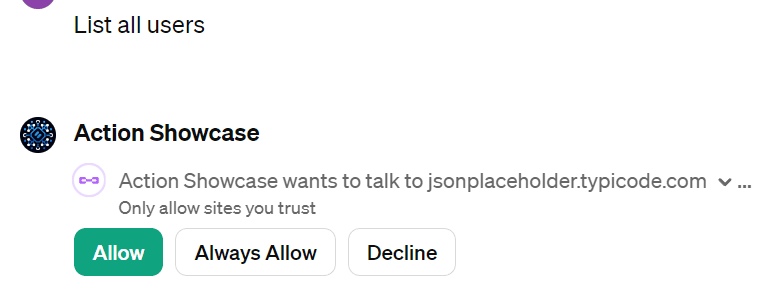 List all users
Action Showcase
Action Showcase wants to talk to jsonplaceholder.typicode.com
Only allow sites you trust
Allow
Always Allow
Decline